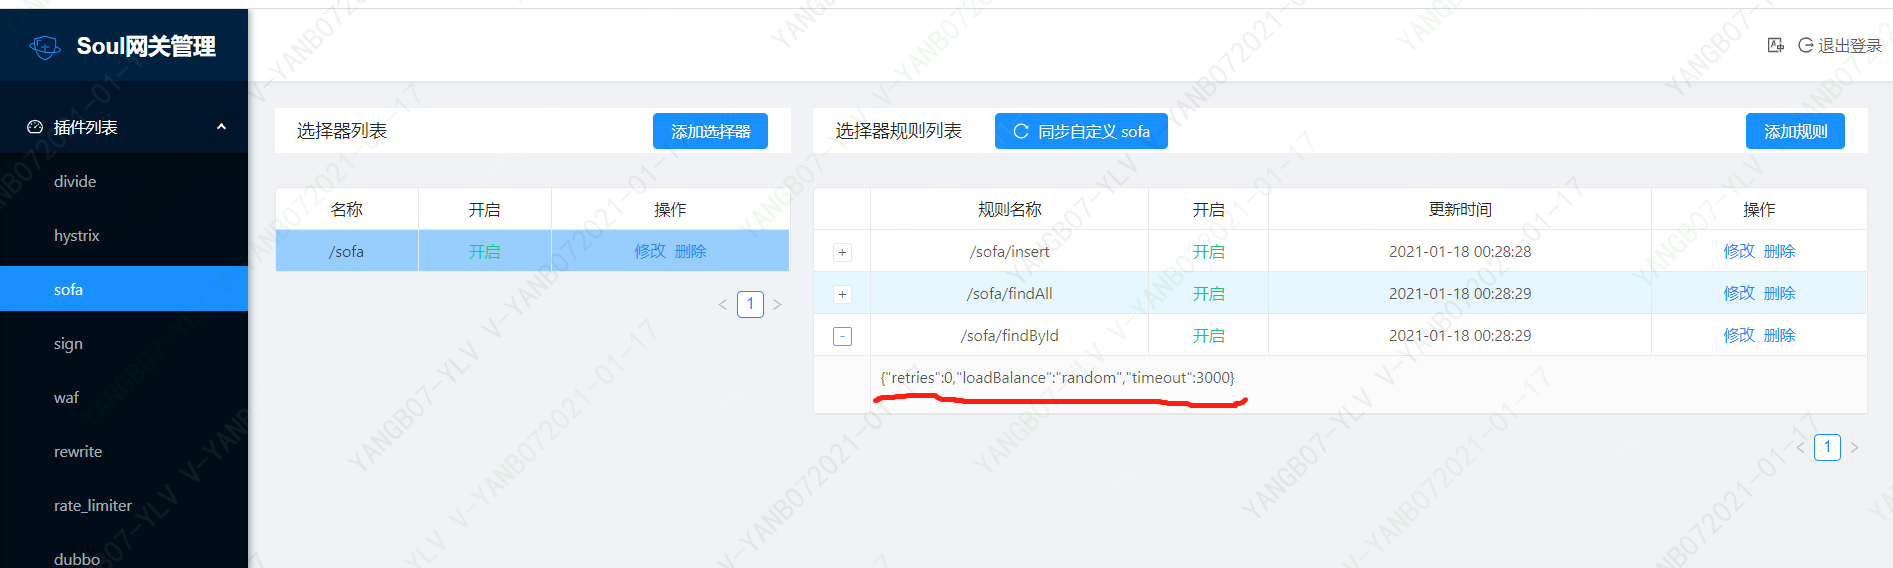 Soul网关管理
退出登录
插件列表
divide
hystrix
sofa
sign
waf
rewrite
rate_limiter
dubbo
选择器列表
添加选择器
名称 开启 操作
/sofa 开启 修改 删除
< 1 >
选择器规则列表
同步自定义 sofa
添加规则
规则名称 开启 更新时间 操作
+ /sofa/insert 开启 2021-01-18 00:28:28 修改 删除
+ /sofa/findAll 开启 2021-01-18 00:28:29 修改 删除
- /sofa/findById 开启 2021-01-18 00:28:29 修改 删除
{"retries":0,"loadBalance":"random","timeout":3000}
< 1 >
YANGB07-YLV V-YANB072021-01-17